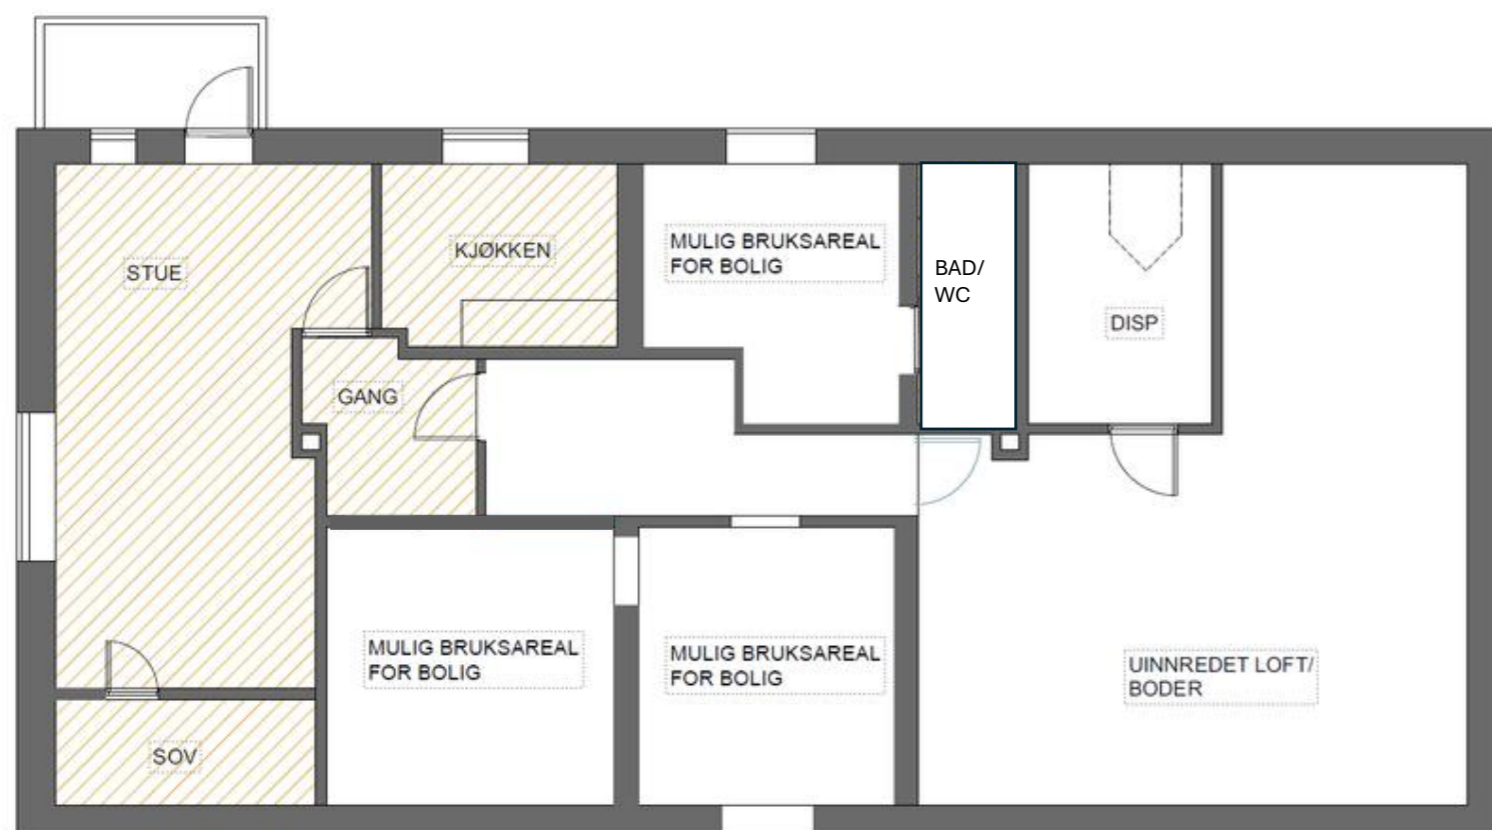 STUE
KJØKKEN
MULIG BRUKSAREAL
FOR BOLIG
BAD/
WC
DISP
GANG
MULIG BRUKSAREAL
FOR BOLIG
MULIG BRUKSAREAL
FOR BOLIG
UINNREDET LOFT/
BODER
SOV